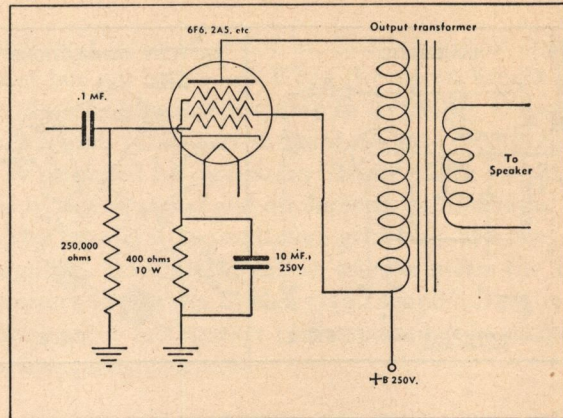 6F6, 2A5, etc
Output transformer
.1 MF.
To
Speaker
250,000
ohms
400 ohms
10 W
10 MF.,
250V
+B 250V.